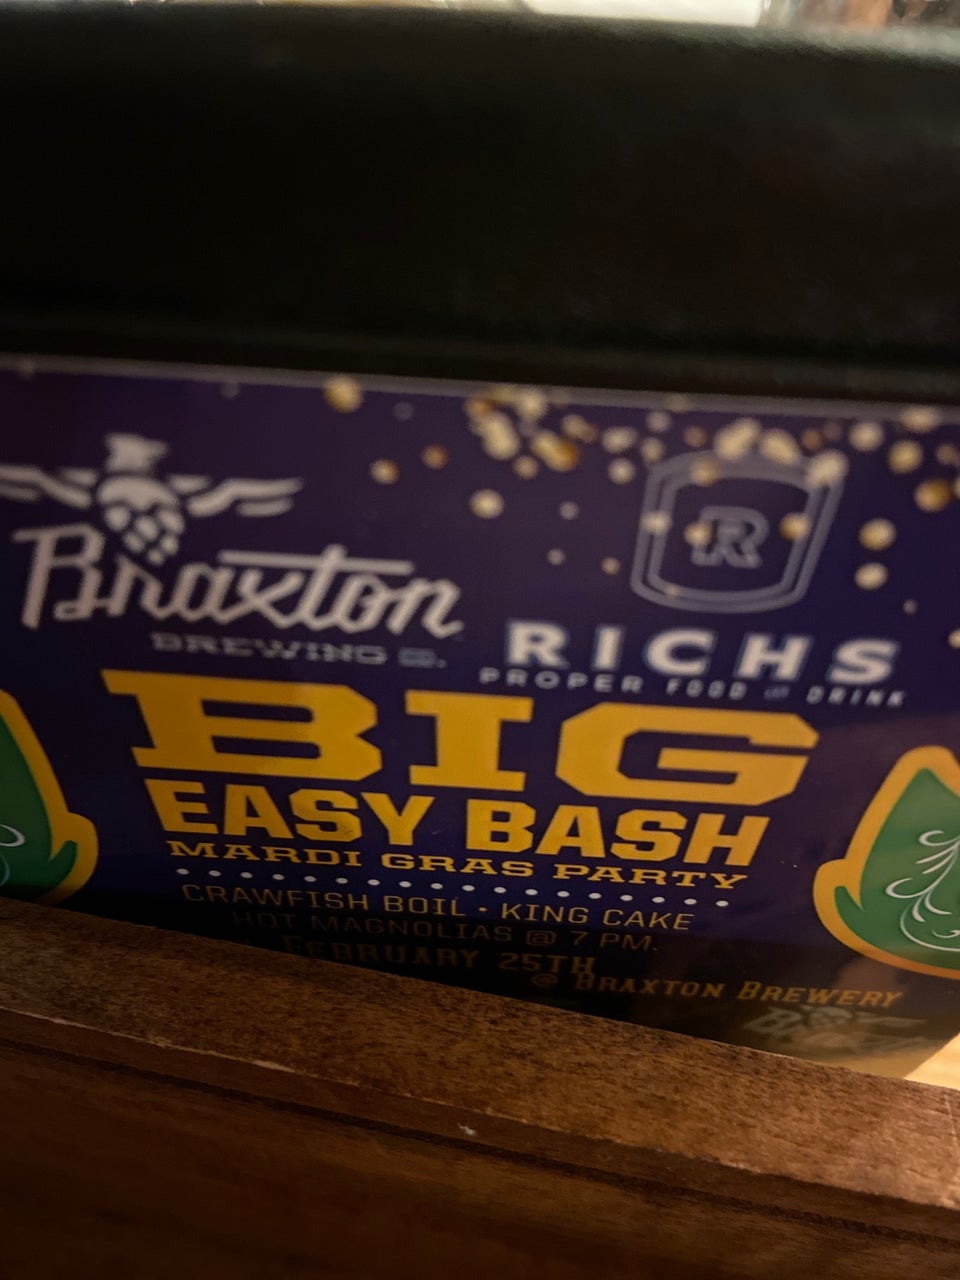 Braxton
BREWING CO.
R
RICHS
PROPER FOOD & DRINK
BIG
EASY BASH
MARDI GRAS PARTY
CRAWFISH BOIL • KING CAKE
HOT MAGNOLIAS @ 7 PM.
FEBRUARY 25TH
@ BRAXTON BREWERY